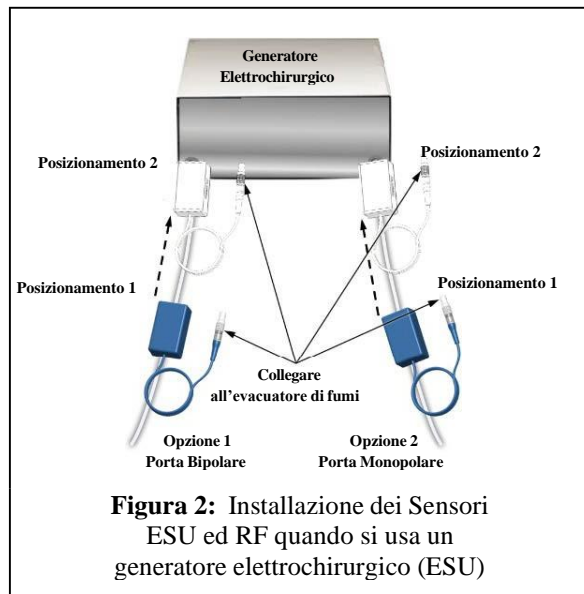 Generatore
Elettrochirurgico
Posizionamento 2
Posizionamento 2
Posizionamento 1
Posizionamento 1
Collegare
all'evacuatore di fumi
Opzione 1
Porta Bipolare
Opzione 2
Porta Monopolare
Figura 2: Installazione dei Sensori
ESU ed RF quando si usa un
generatore elettrochirurgico (ESU)